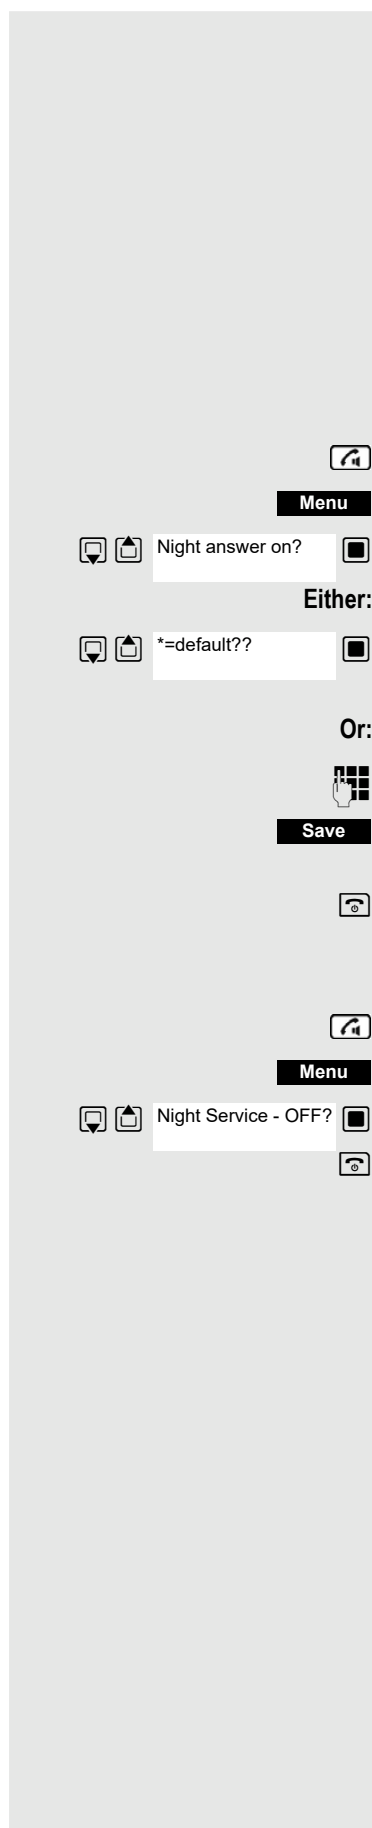 Menu
Night answer on?
Either:
*=default??
Or:
Save
Menu
Night Service - OFF?